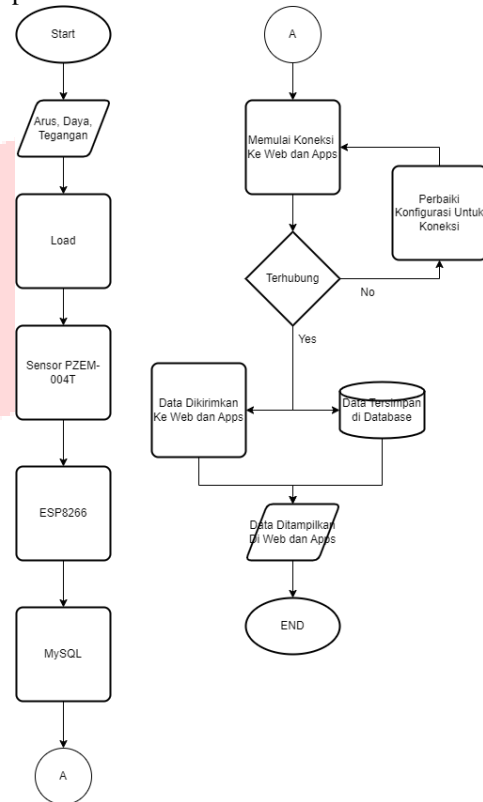 Start
Arus, Daya,
Tegangan
Load
Sensor PZEM-
004T
ESP8266
MySQL
A
A
Memulai Koneksi
Ke Web dan Apps
Perbaiki
Konfigurasi Untuk
Koneksi
Terhubung
No
Yes
Data Dikirimkan
Ke Web dan Apps
Data Tersimpan
di Database
Data Ditampilkan
Di Web dan Apps
END